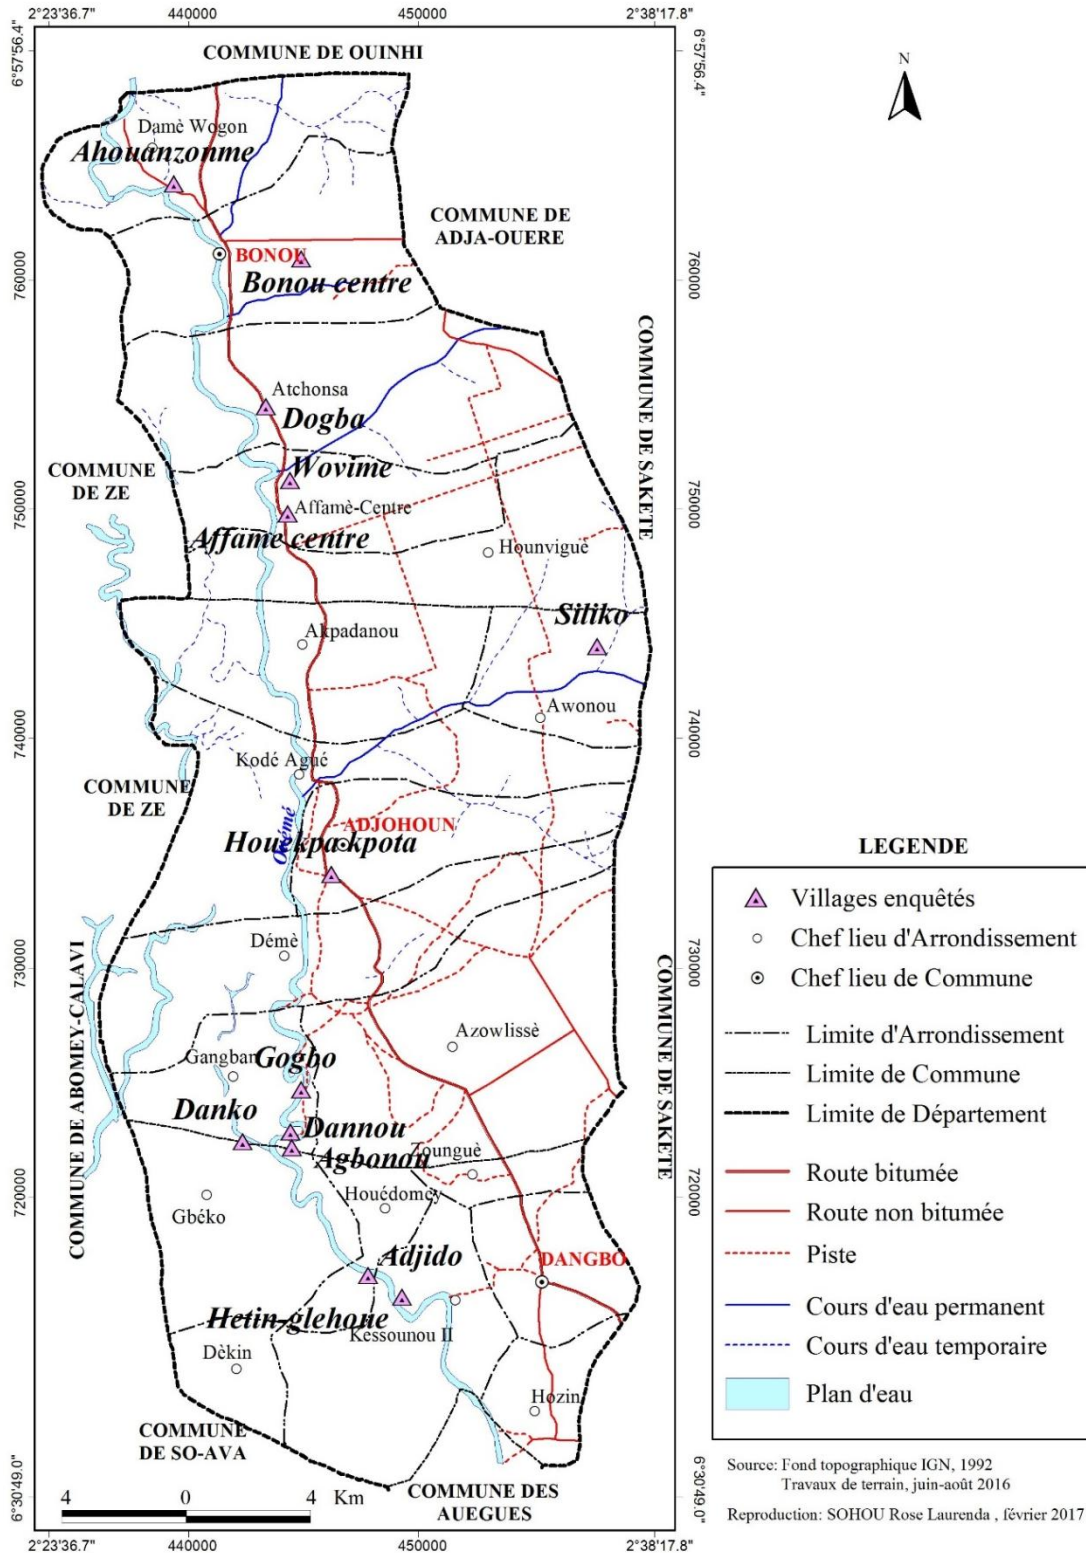 2°23'36.7"
440000
450000
2°38'17.8"
6°57'56.4"
6°57'56.4"
COMMUNE DE OUINHI
N
Damè Wogon
Ahouanzonme
COMMUNE DE
ADJA-OUERE
BONOU
Bonou centre
760000
760000
COMMUNE DE SAKETE
Atchonsa
Dogba
COMMUNE
DE ZE
Wovime
Affamè-Centre
750000
750000
Affame centre
Hounvigué
Siliko
Akpadanou
Awonou
740000
740000
Kodé Agué
COMMUNE
DE ZE
Ouémé
ADJOHOUN
Houekpa kpota
Démè
730000
730000
COMMUNE DE ABOMEY-CALAVI
COMMUNE DE SAKETE
Azowlissè
Gangban
Gogbo
Danko
Dannou
Agbonou
Zounguè
Houédomey
720000
720000
Gbéko
Adjido
DANGBO
Hetin glehoue
Kessounou II
Dèkin
Hozin
COMMUNE
DE SO-AVA
COMMUNE DES
AUEGUES
6°30'49.0"
6°30'49.0"
4 0 4 Km
2°23'36.7"
440000
450000
2°38'17.8"
LEGENDE
Villages enquêtés
Chef lieu d'Arrondissement
Chef lieu de Commune
Limite d'Arrondissement
Limite de Commune
Limite de Département
Route bitumée
Route non bitumée
Piste
Cours d'eau permanent
Cours d'eau temporaire
Plan d'eau
Source: Fond topographique IGN, 1992
Travaux de terrain, juin-août 2016
Reproduction: SOHOU Rose Laurenda , février 2017